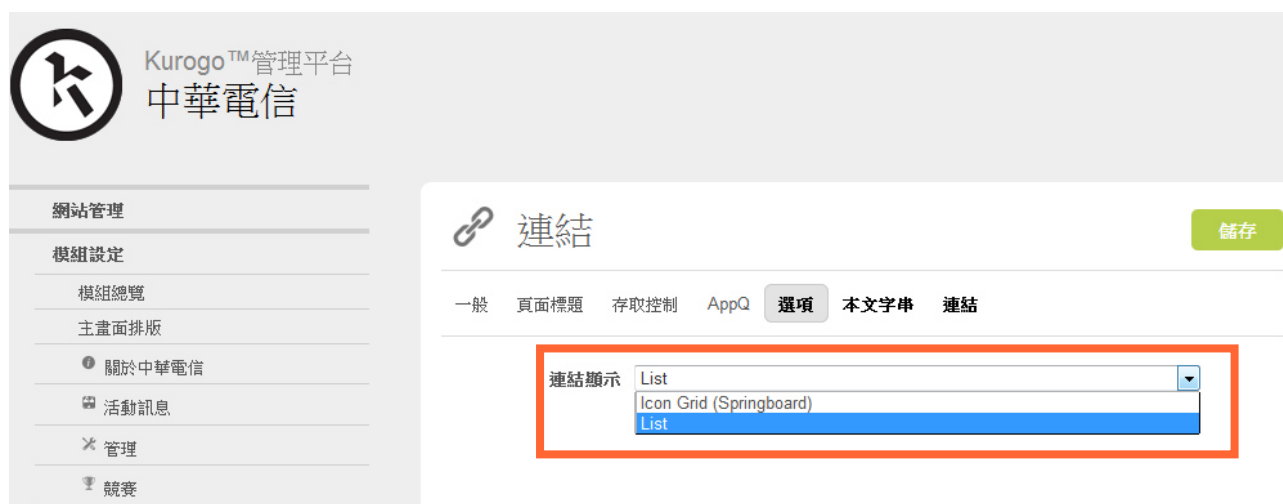 Kurogo™管理平台
中華電信
網站管理
模組設定
模組總覽
主畫面排版
關於中華電信
活動訊息
管理
競賽
連結
儲存
一般 頁面標題 存取控制 AppQ 選項 本文字串 連結
連結顯示 List
Icon Grid (Springboard)
List